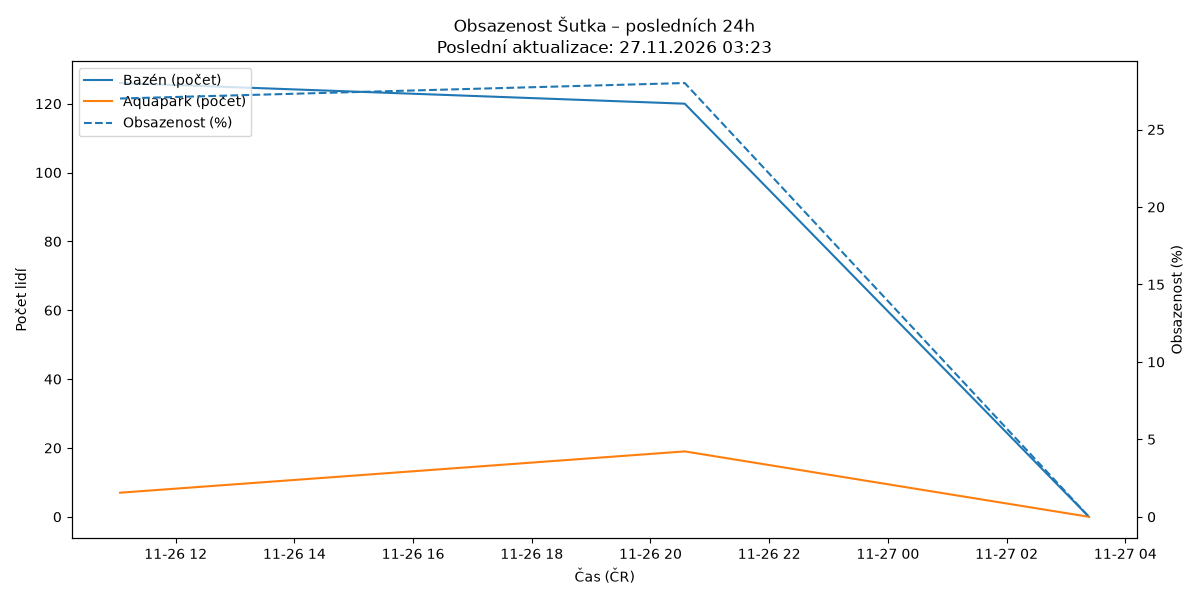 Obsazenost Šutka – posledních 24h
Poslední aktualizace: 27.11.2026 03:23
Bazén (počet)
Aquapark (počet)
Obsazenost (%)
120
100
80
60
40
20
0
Počet lidí
25
20
15
10
5
0
Obsazenost (%)
11-26 12
11-26 14
11-26 16
11-26 18
11-26 20
11-26 22
11-27 00
11-27 02
11-27 04
Čas (ČR)